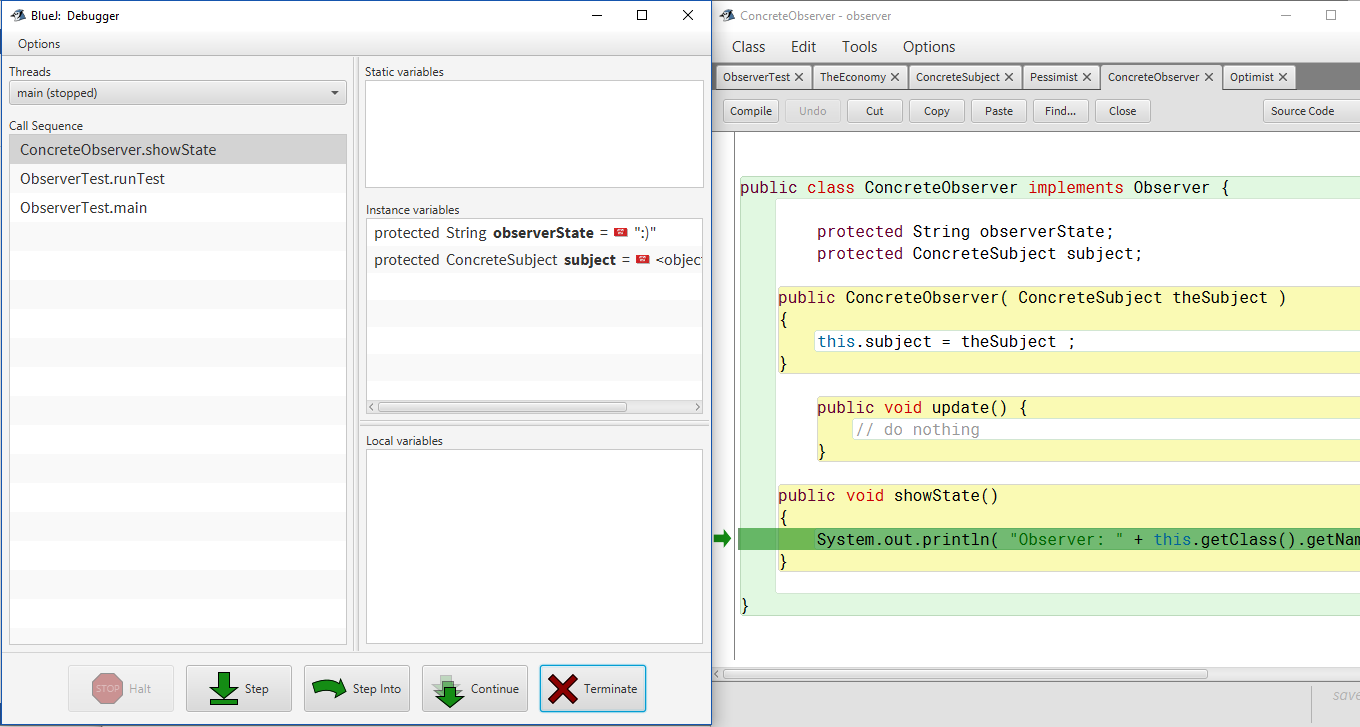 BlueJ: Debugger
Options
Threads
main (stopped)
Call Sequence
ConcreteObserver.showState
ObserverTest.runTest
ObserverTest.main
Static variables
Instance variables
protected String observerState = ":)"
protected ConcreteSubject subject = <objec
Local variables
STOP Halt
Step
Step Into
Continue
Terminate
ConcreteObserver - observer
Class Edit Tools Options
ObserverTest TheEconomy ConcreteSubject Pessimist ConcreteObserver Optimist
Compile Undo Cut Copy Paste Find... Close Source Code
public class ConcreteObserver implements Observer {
protected String observerState;
protected ConcreteSubject subject;
public ConcreteObserver( ConcreteSubject theSubject )
{
this.subject = theSubject ;
}
public void update() {
// do nothing
}
public void showState()
{
System.out.println( "Observer: " + this.getClass().getNam
}
}
save